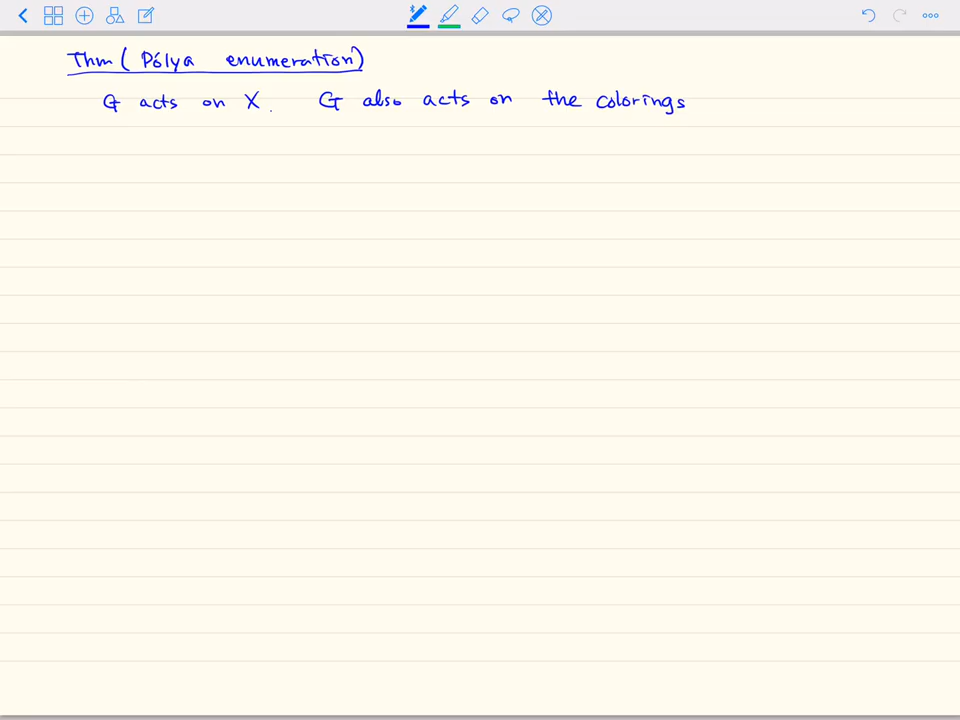 Thm (Pólya enumeration)
G acts on X. G also acts on the colorings